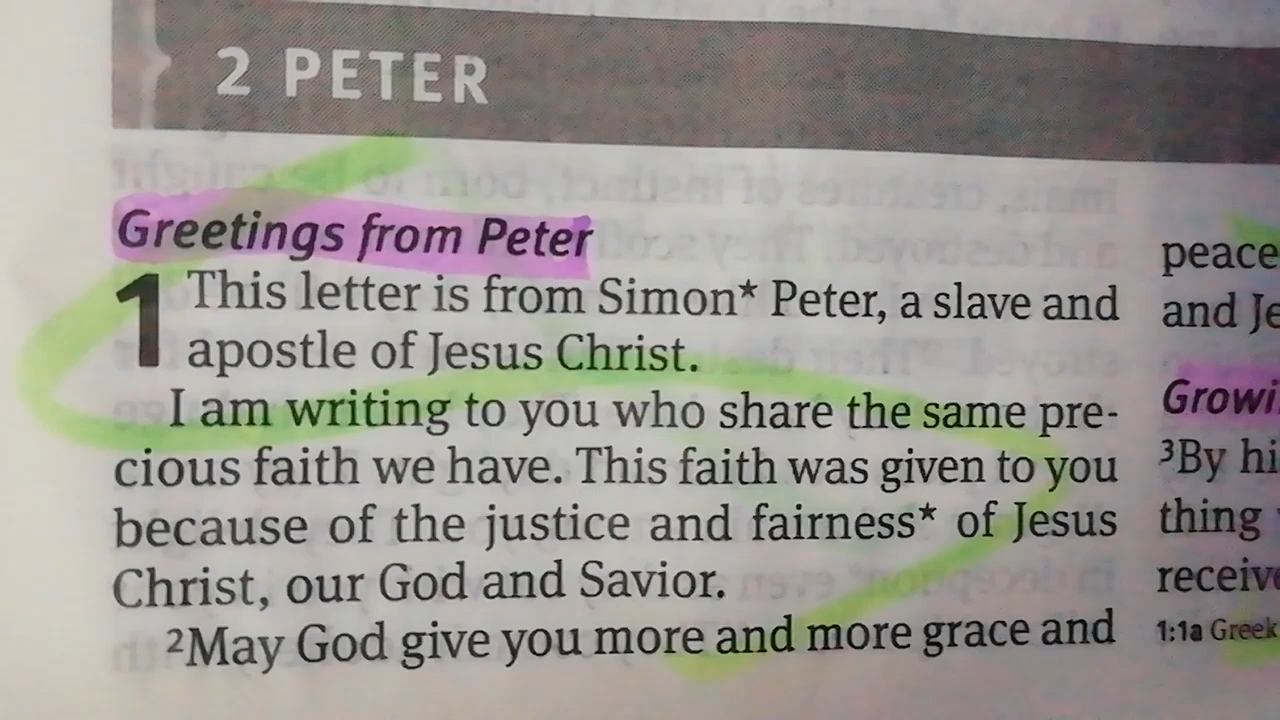 2 PETER
Greetings from Peter
1 This letter is from Simon* Peter, a slave and
apostle of Jesus Christ.
I am writing to you who share the same pre-
cious faith we have. This faith was given to you
because of the justice and fairness* of Jesus
Christ, our God and Savior.
2May God give you more and more grace and
peace
and Je
Growi
3By hi
thing
receive
1:1a Greek